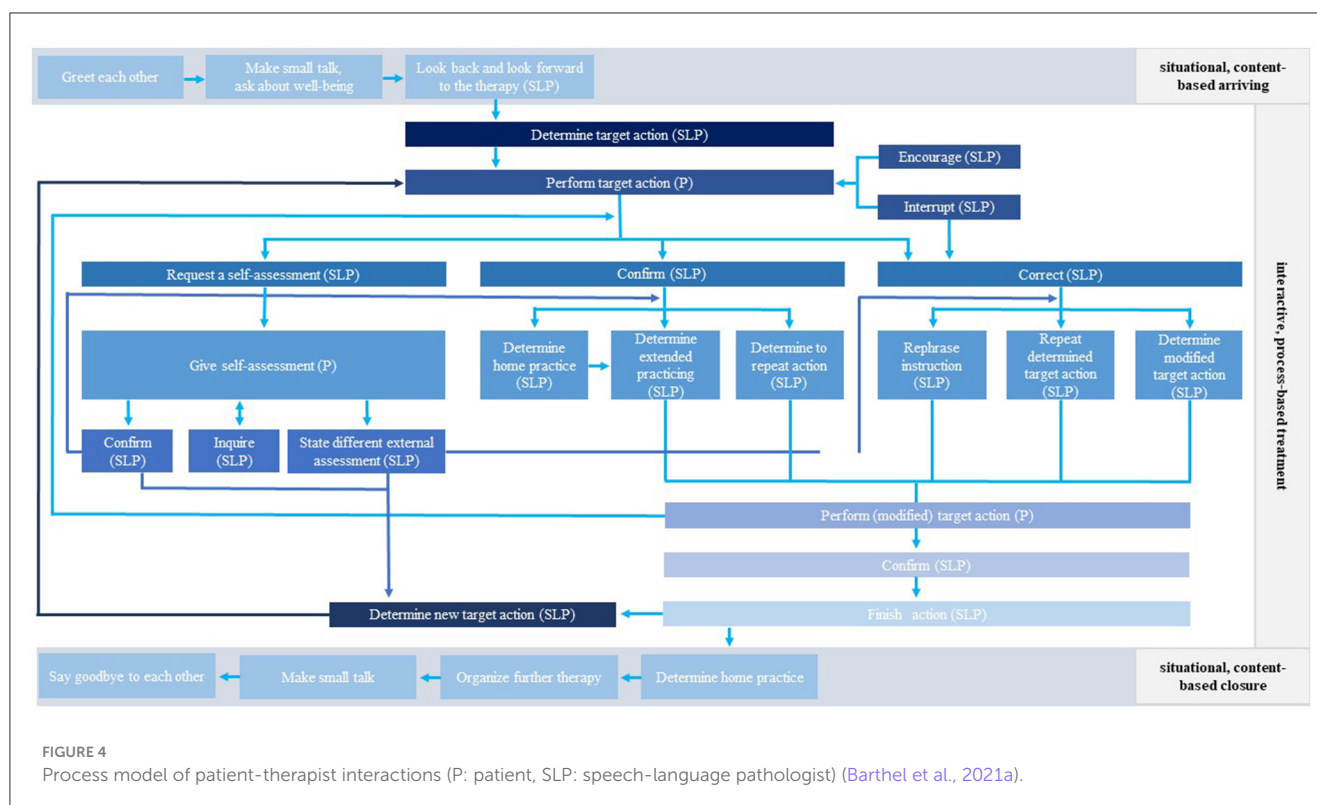 Greet each other
Make small talk,
ask about well-being
Look back and look forward
to the therapy (SLP)
situational, content-
based arriving
Determine target action (SLP)
Encourage (SLP)
Perform target action (P)
Interrupt (SLP)
Request a self-assessment (SLP)
Confirm (SLP)
Correct (SLP)
interactive, process-based treatment
Give self-assessment (P)
Determine
home practice
(SLP)
Determine
extended
practicing
(SLP)
Determine to
repeat action
(SLP)
Rephrase
instruction
(SLP)
Repeat
determined
target action
(SLP)
Determine
modified
target action
(SLP)
Confirm
(SLP)
Inquire
(SLP)
State different external
assessment (SLP)
Perform (modified) target action (P)
Confirm (SLP)
Determine new target action (SLP)
Finish action (SLP)
Say goodbye to each other
Make small talk
Organize further therapy
Determine home practice
situational, content-
based closure
FIGURE 4
Process model of patient-therapist interactions (P: patient, SLP: speech-language pathologist) (Barthel et al., 2021a).